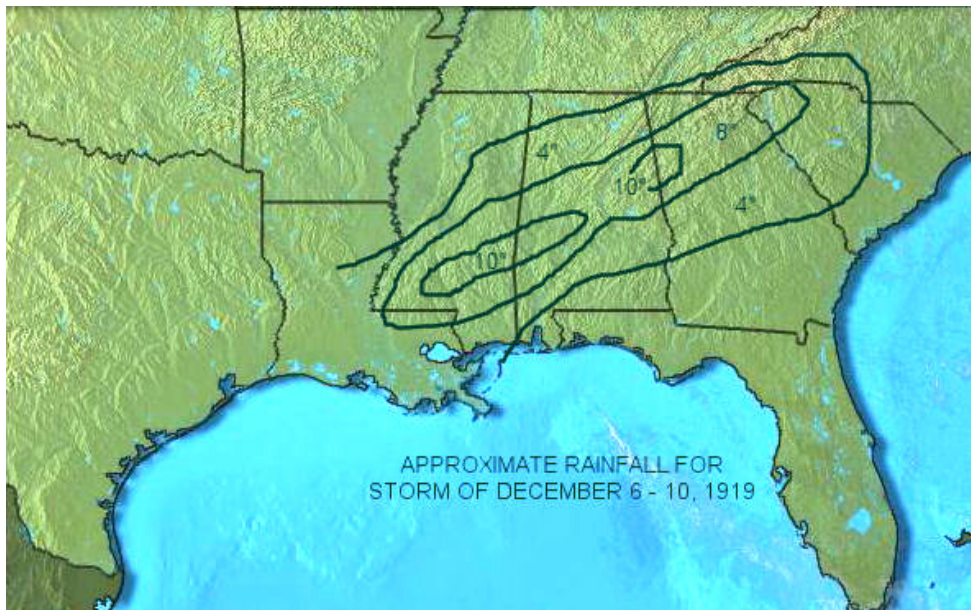 8"
4"
10"
4"
10"
APPROXIMATE RAINFALL FOR
STORM OF DECEMBER 6 - 10, 1919